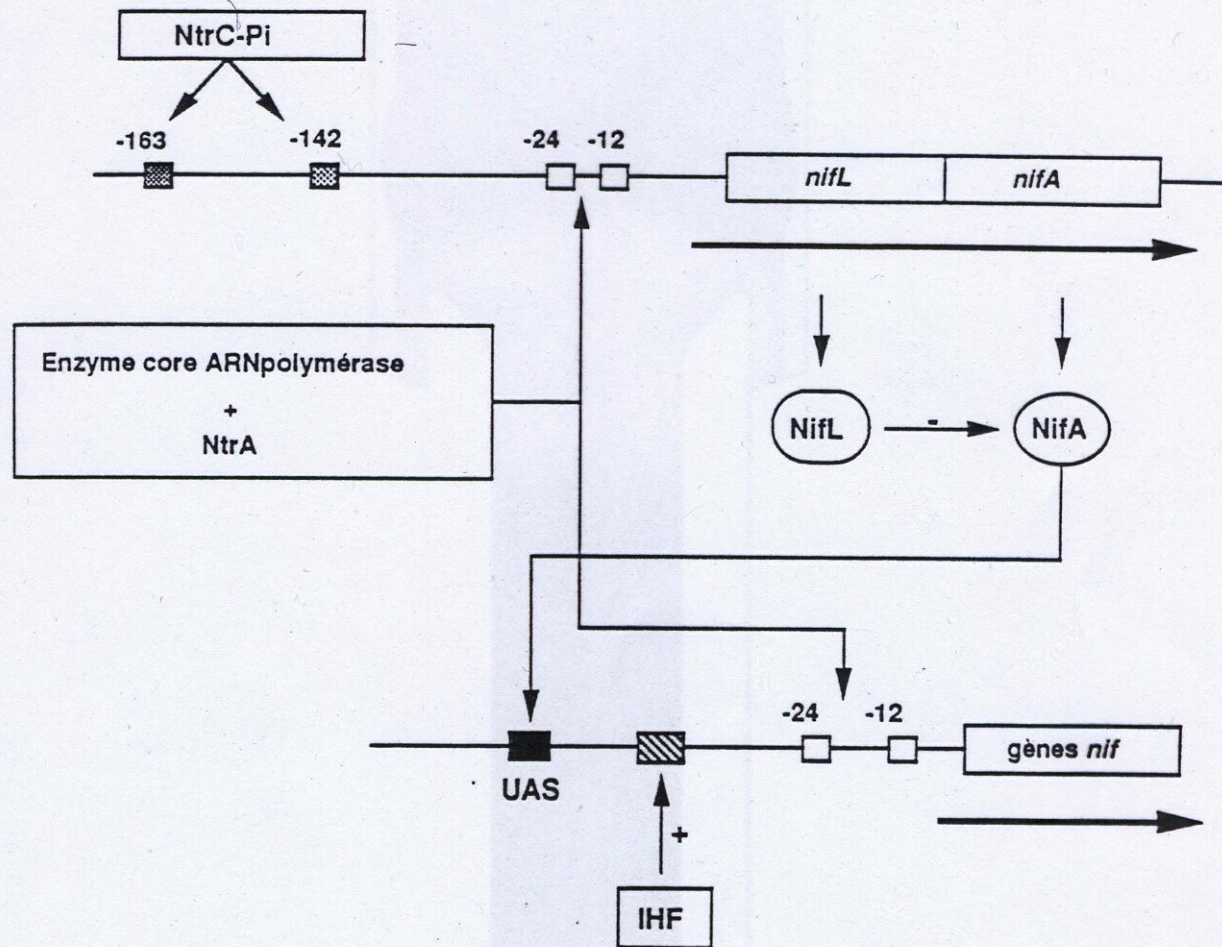 NtrC-Pi
-163
-142
-24 -12
nifL nifA
Enzyme core ARNpolymérase
+
NtrA
NifL - NifA
-24 -12
UAS
gènes nif
+
IHF